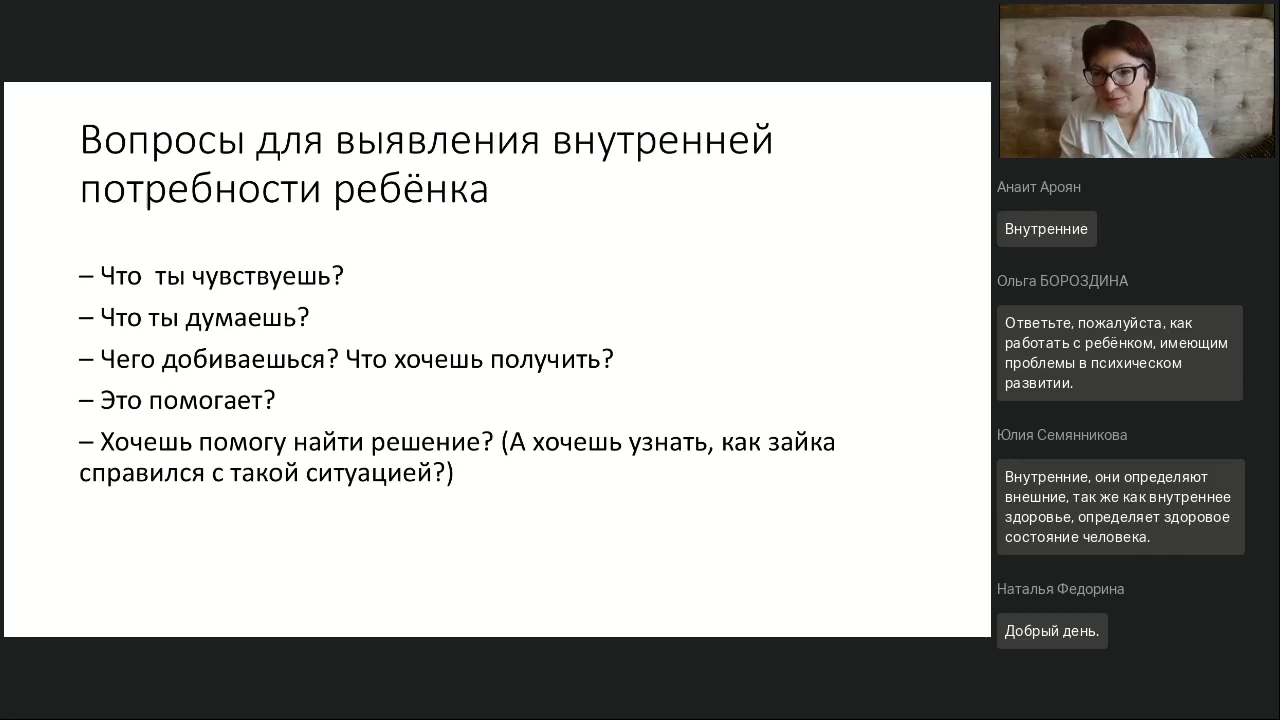 Вопросы для выявления внутренней
потребности ребёнка
– Что  ты чувствуешь?
– Что ты думаешь?
– Чего добиваешься? Что хочешь получить?
– Это помогает?
– Хочешь помогу найти решение? (А хочешь узнать, как зайка
справился с такой ситуацией?)
Анаит Ароян
Внутренние
Ольга БОРОЗДИНА
Ответьте, пожалуйста, как
работать с ребёнком, имеющим
проблемы в психическом
развитии.
Юлия Семянникова
Внутренние, они определяют
внешние, так же как внутреннее
здоровье, определяет здоровое
состояние человека.
Наталья Федорина
Добрый день.